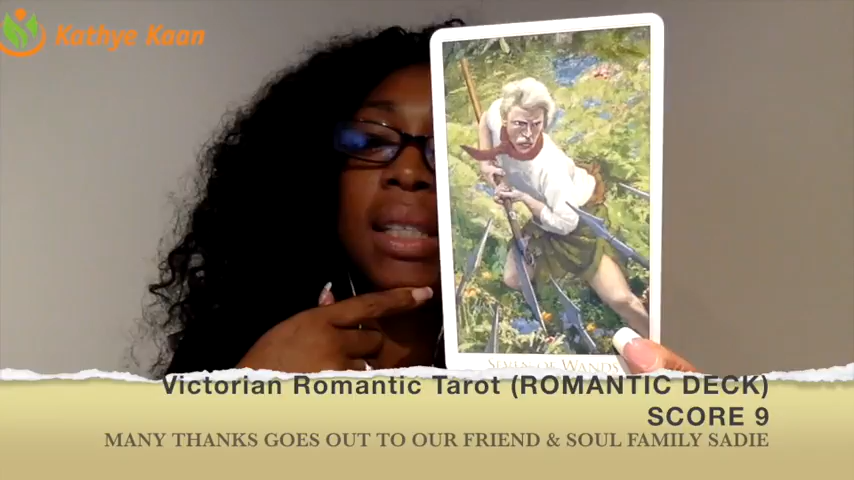 Kathye Kaan
SEVEN OF WANDS
Victorian Romantic Tarot (ROMANTIC DECK)
SCORE 9
MANY THANKS GOES OUT TO OUR FRIEND & SOUL FAMILY SADIE